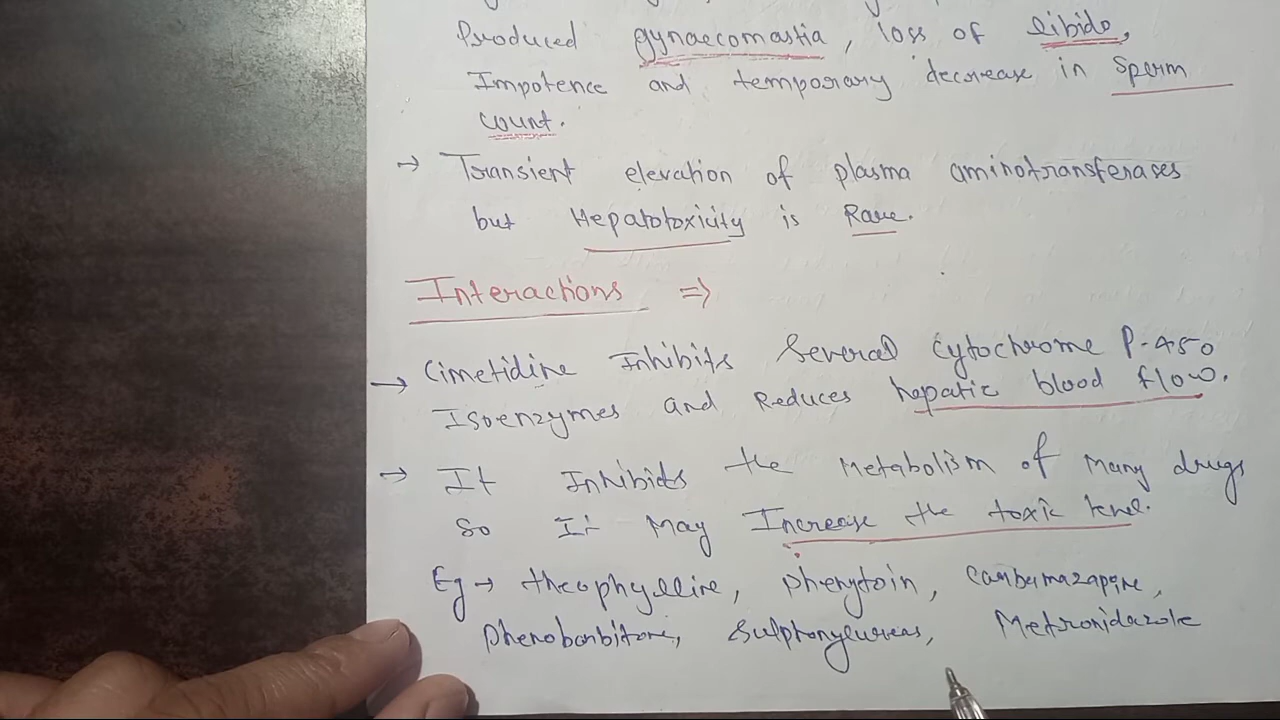 Produced gynaecomastia, loss of libido,
Impotence and temporary decrease in Sperm
count.
→ Transient elevation of plasma aminotransferases
but Hepatotoxicity is Rare.
Interactions ⇒
→ Cimetidine Inhibits Several Cytochrome P-450
Isoenzymes and Reduces hepatic blood flow.
→ It Inhibits the Metabolism of Many drugs
So It May Increase the toxic level.
Eg → theophylline, Phenytoin, Carbamazapine,
Phenobarbitone, Sulphonylureas, Metronidazole